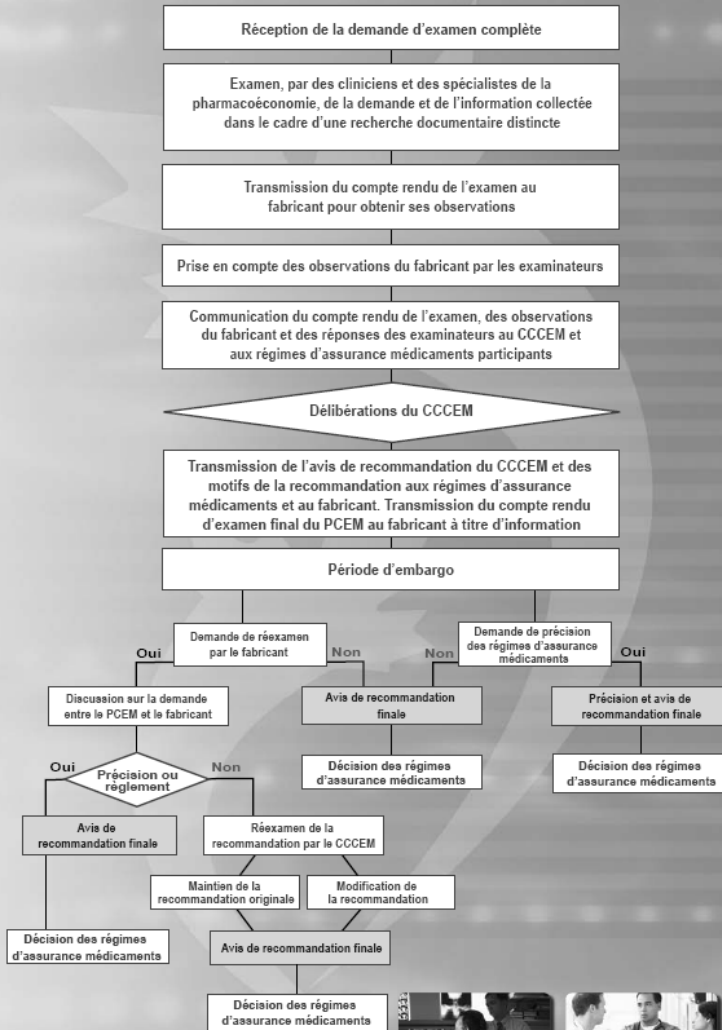 Réception de la demande d'examen complète
Examen, par des cliniciens et des spécialistes de la
pharmacoéconomie, de la demande et de l'information collectée
dans le cadre d'une recherche documentaire distincte
Transmission du compte rendu de l'examen au
fabricant pour obtenir ses observations
Prise en compte des observations du fabricant par les examinateurs
Communication du compte rendu de l'examen, des observations
du fabricant et des réponses des examinateurs au CCCEM et
aux régimes d'assurance médicaments participants
Délibérations du CCCEM
Transmission de l'avis de recommandation du CCCEM et des
motifs de la recommandation aux régimes d'assurance
médicaments et au fabricant. Transmission du compte rendu
d'examen final du PCEM au fabricant à titre d'information
Période d'embargo
Demande de réexamen
par le fabricant
Demande de précision
des régimes d'assurance
médicaments
Oui
Non
Non
Oui
Discussion sur la demande
entre le PCEM et le fabricant
Avis de recommandation
finale
Précision et avis de
recommandation finale
Décision des régimes
d'assurance médicaments
Décision des régimes
d'assurance médicaments
Oui
Précision ou
règlement
Non
Avis de
recommandation finale
Réexamen de la
recommandation par le CCCEM
Maintien de la
recommandation originale
Modification de
la recommandation
Décision des régimes
d'assurance médicaments
Avis de recommandation finale
Décision des régimes
d'assurance médicaments